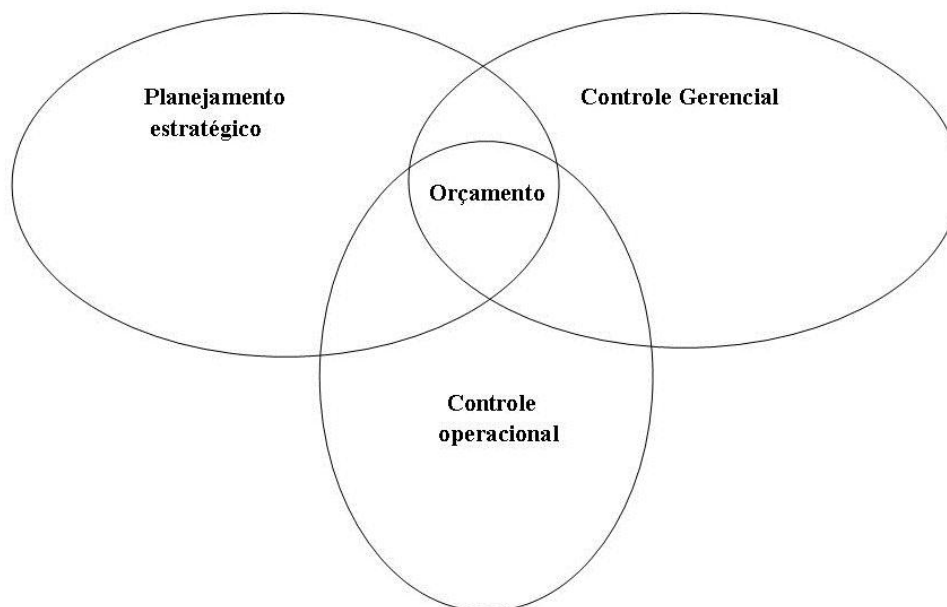 Planejamento
estratégico
Controle Gerencial
Orçamento
Controle
operacional